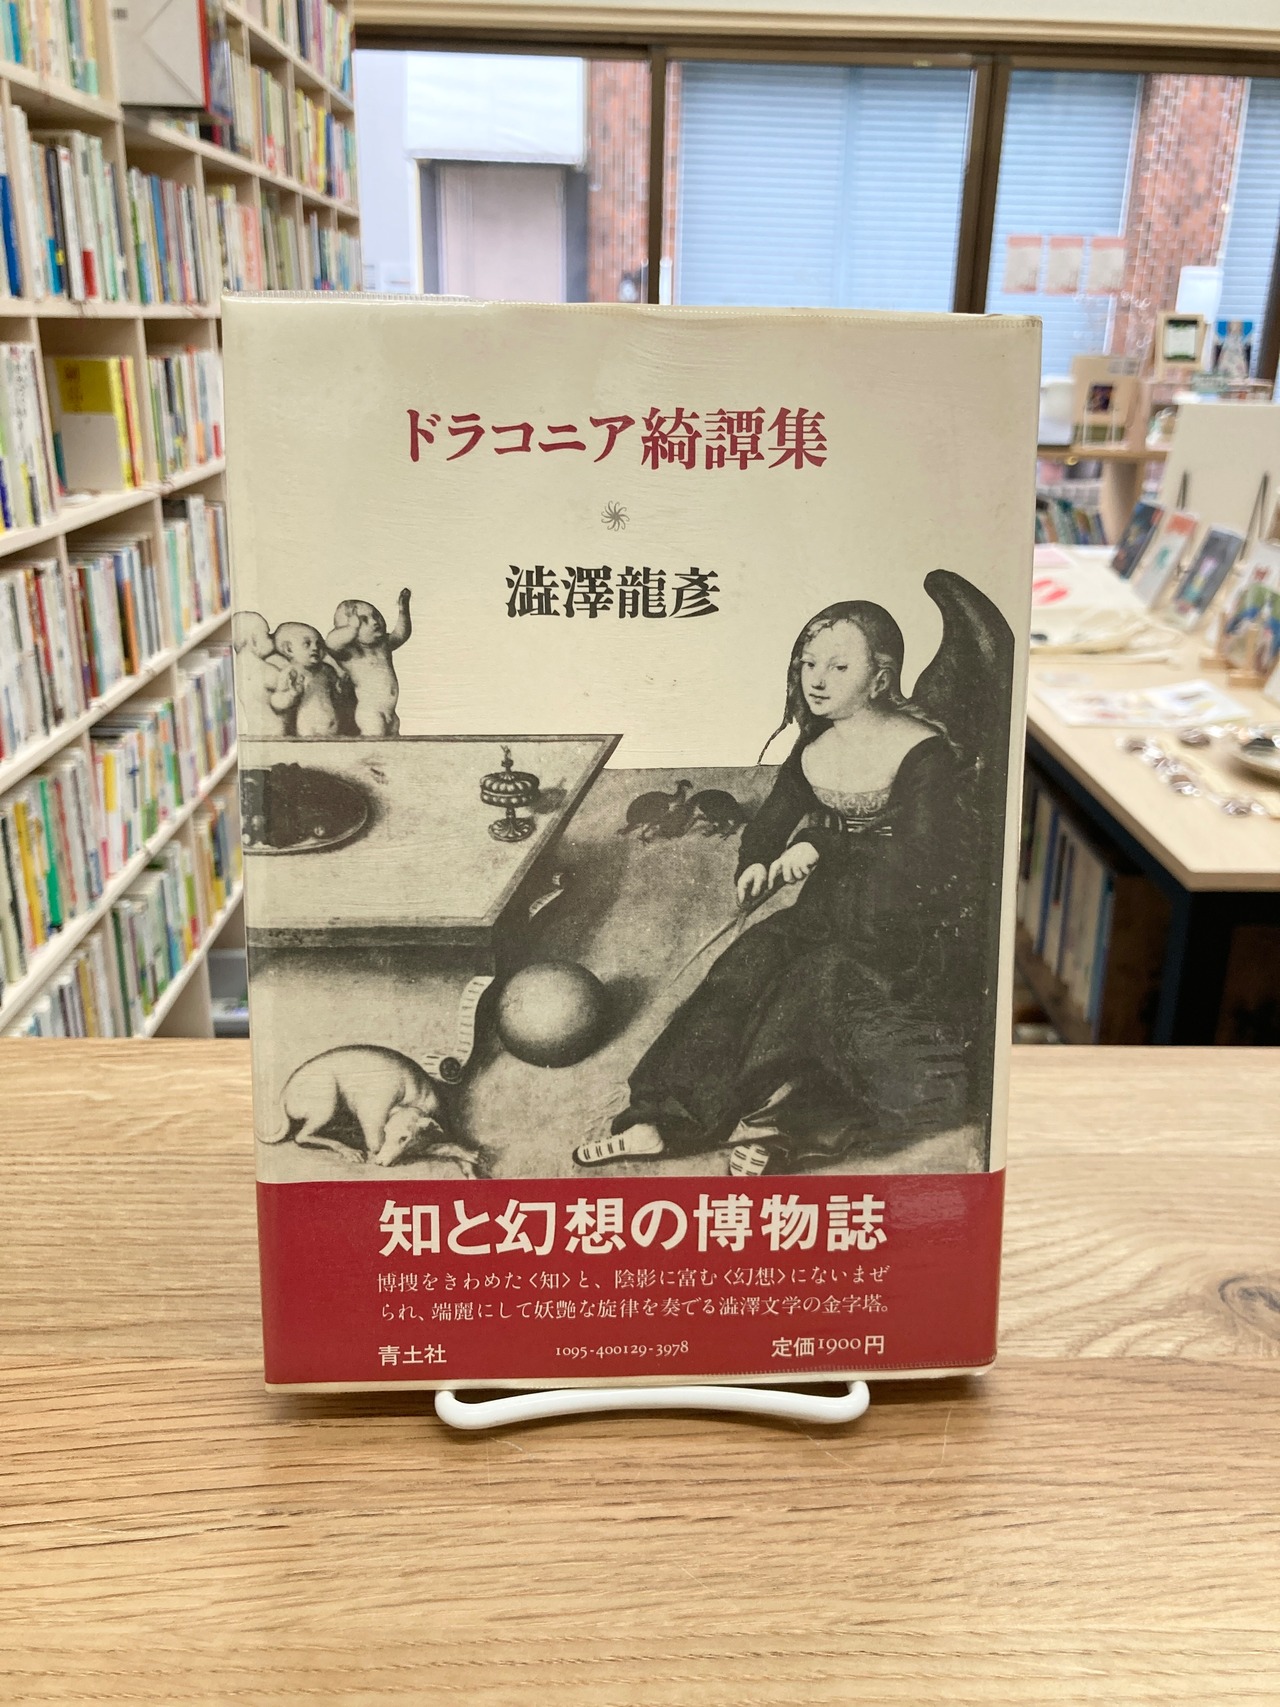 ドラコニア綺譚集
澁澤龍彥
知と幻想の博物誌
博捜をきわめた〈知〉と、陰影に富む〈幻想〉にないまぜ
られ、端麗にして妖艶な旋律を奏でる澁澤文学の金字塔。
青土社 1095-400129-3978 定価1900円